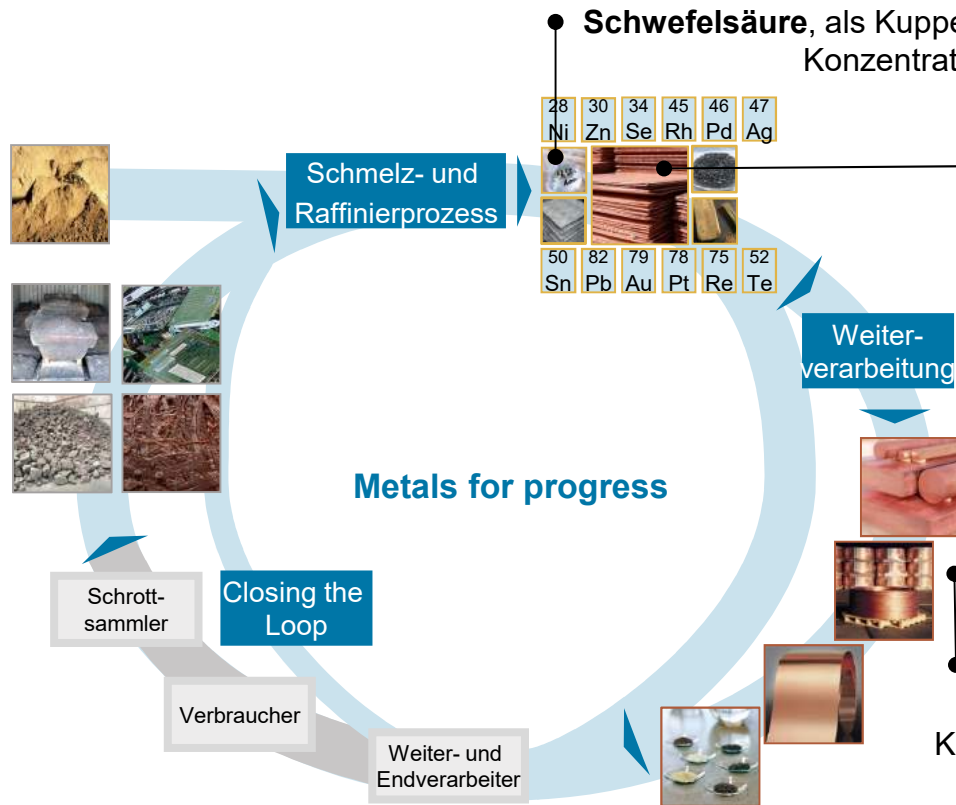 Schwefelsäure, als Kuppe
Konzentrat
28 30 34 45 46 47
Ni Zn Se Rh Pd Ag
Schmelz- und
Raffinierprozess
50 82 79 78 75 52
Sn Pb Au Pt Re Te
Weiter-
verarbeitung
Metals for progress
Closing the
Loop
Schrott-
sammler
Verbraucher
Weiter- und
Endverarbeiter
K